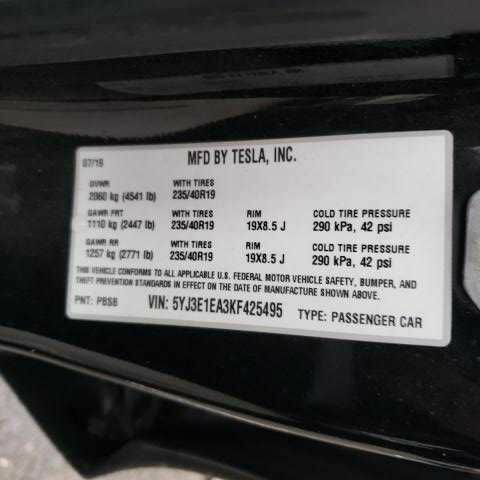 07/19 MFD BY TESLA, INC.
GVWR WITH TIRES
2060 kg (4541 lb) 235/40R19
GAWR FRT WITH TIRES RIM COLD TIRE PRESSURE
1110 kg (2447 lb) 235/40R19 19X8.5 J 290 kPa, 42 psi
GAWR RR WITH TIRES RIM COLD TIRE PRESSURE
1257 kg (2771 lb) 235/40R19 19X8.5 J 290 kPa, 42 psi
THIS VEHICLE CONFORMS TO ALL APPLICABLE U.S. FEDERAL MOTOR VEHICLE SAFETY, BUMPER, AND
THEFT PREVENTION STANDARDS IN EFFECT ON DATE OF MANUFACTURE SHOWN ABOVE.
PNT: PBSB VIN: 5YJ3E1EA3KF425495 TYPE: PASSENGER CAR